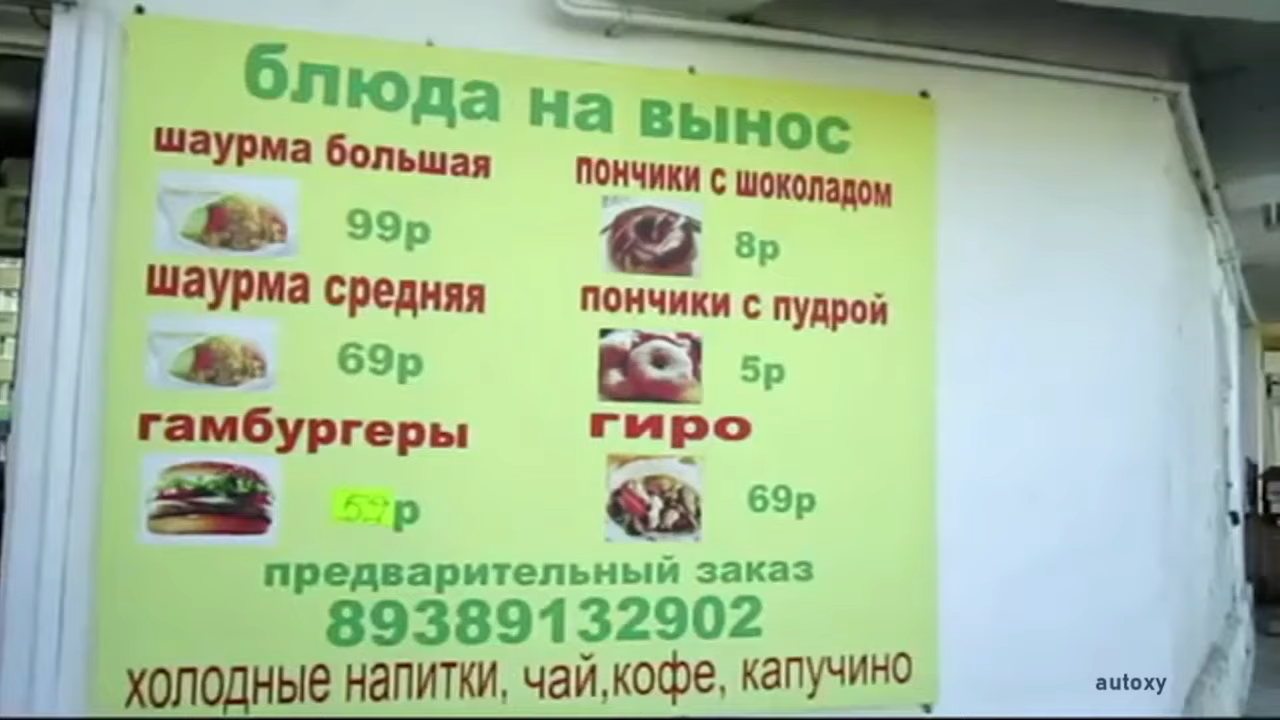 блюда на вынос
шаурма большая
99р
шаурма средняя
69р
гамбургеры
59р
пончики с шоколадом
8р
пончики с пудрой
5р
гиро
69р
предварительный заказ
89389132902
холодные напитки, чай,кофе, капучино
autoxy